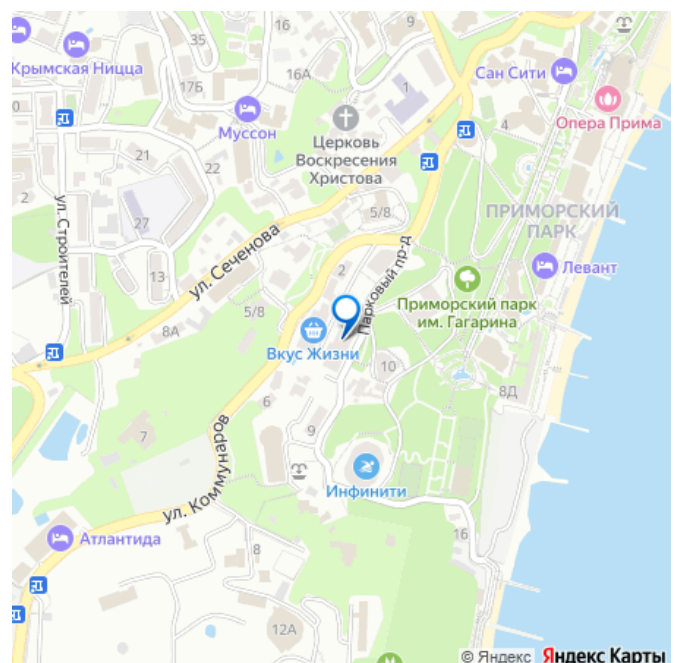 35
9
Крымская Ницца
17Б
16А
Сан Сити
0
Муссон
4
Опера Прима
Церковь
Воскресения
Христова
21
22
2
ул. Строителей
27
5/8
ПРИМОРСКИЙ
ПАРК
ул. Сеченова
13
2
Парковый пр-д
Левант
Приморский парк
им. Гагарина
5/8
8А
Вкус Жизни
10
8Д
6
7
9
ул. Коммунаров
Инфинити
16
Атлантида
8
12А
© Яндекс Яндекс Карты